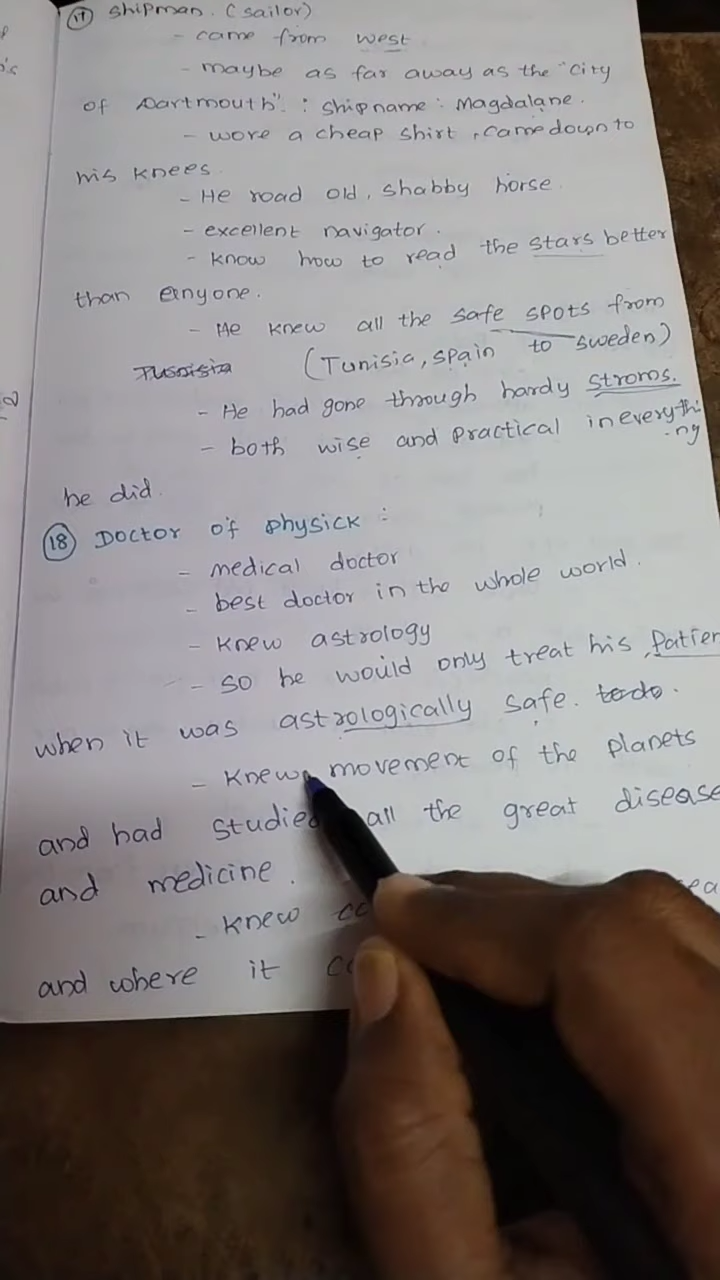 17 Shipman. (sailor)
- came from west
- maybe as far away as the "city
of Dartmouth". : Shipname : Magdalane.
- wore a cheap shirt, came down to
his knees.
- He road old, shabby horse.
- excellent navigator.
- know how to read the stars better
than anyone.
- He knew all the safe spots from
(Tunisia, spain to sweden)
- He had gone through hardy stroms.
- both wise and practical in everythi
-ng
he did.
18 Doctor of physick :
- medical doctor
- best doctor in the whole world.
- knew astrology
- so he would only treat his patien
when it was astrologically safe. to do.
- knew movement of the planets
and had studied all the great disease
and medicine.
- knew
and where it